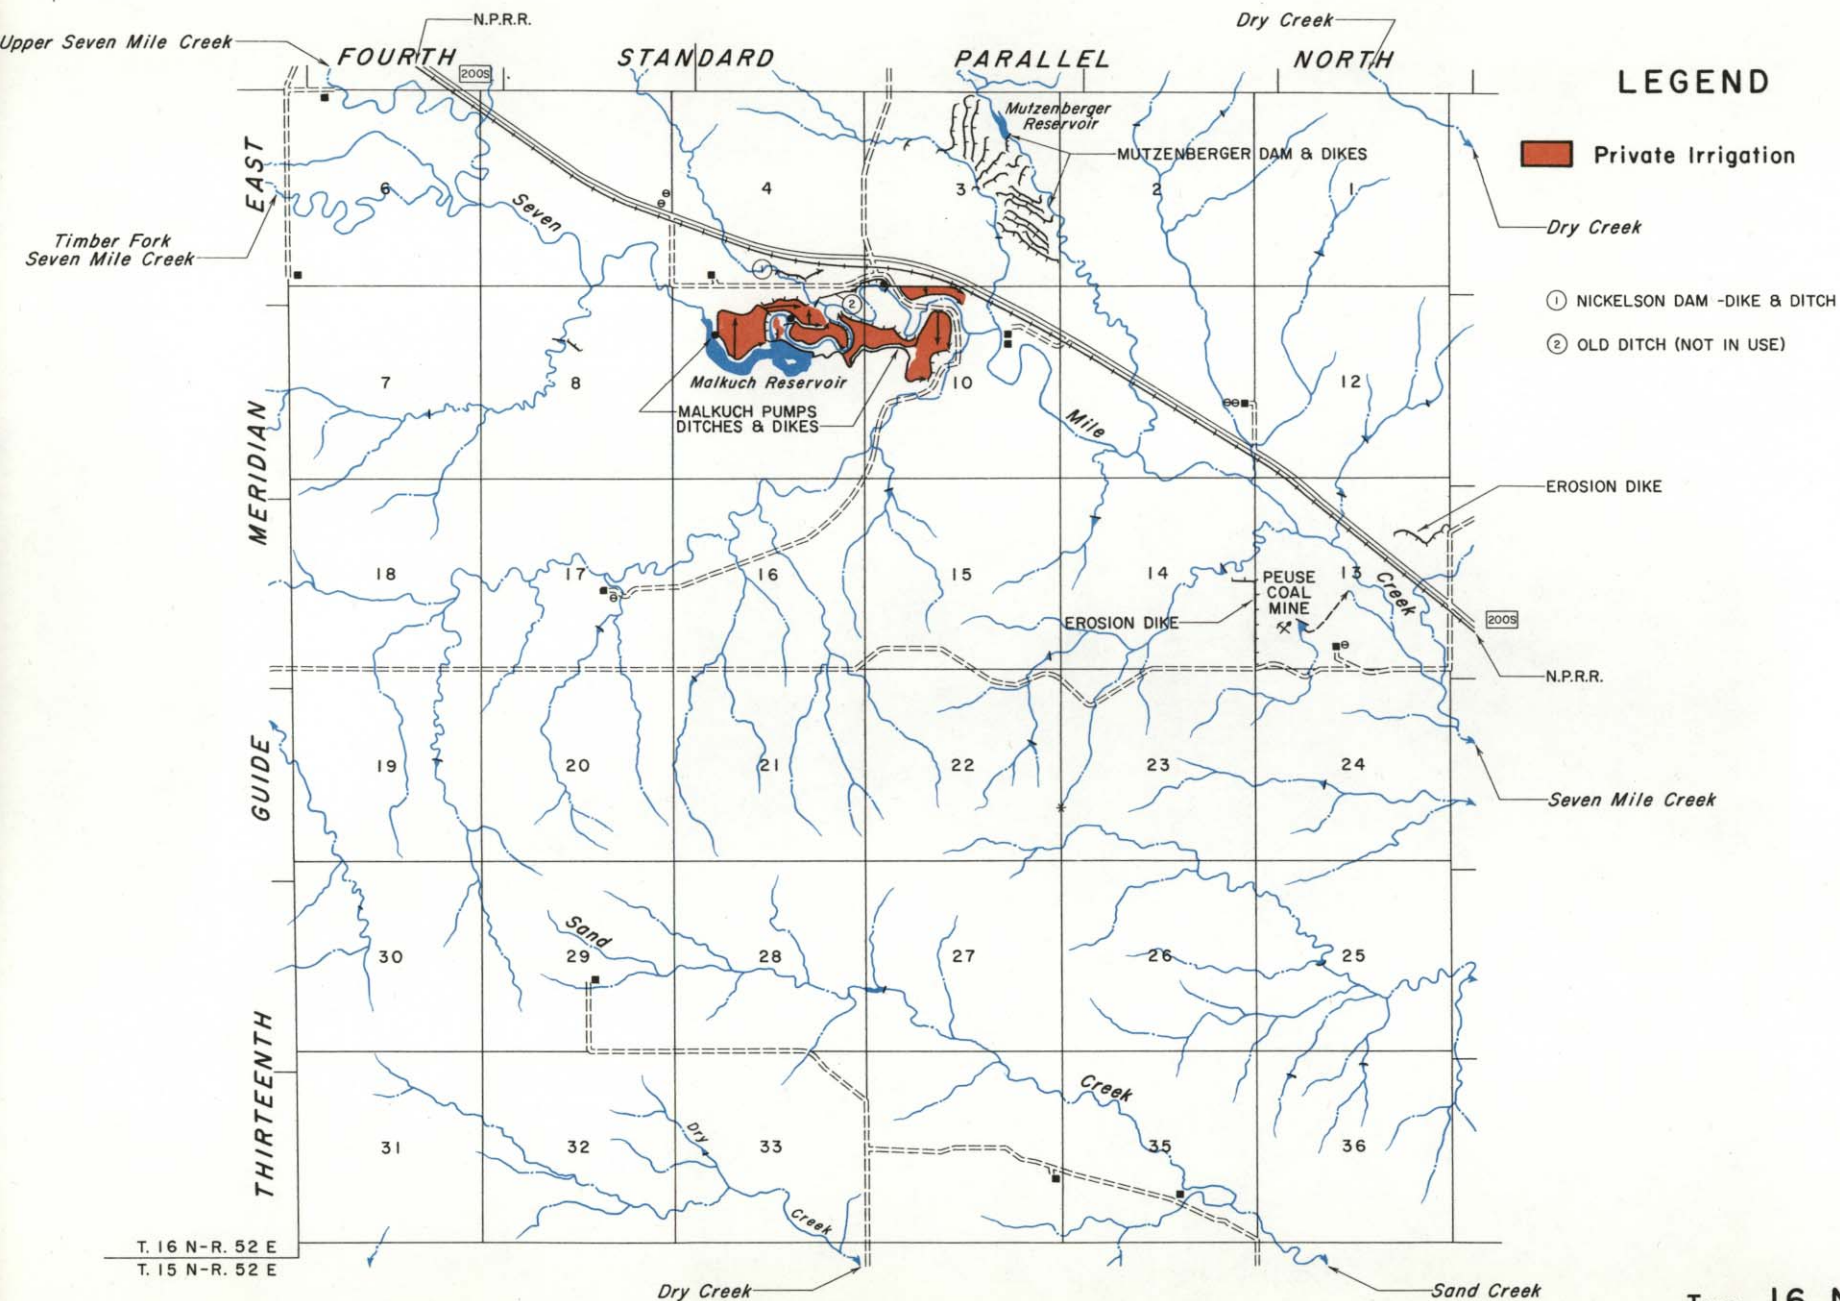 N.P.R.R.
Dry Creek
Upper Seven Mile Creek
FOURTH STANDARD PARALLEL NORTH
200S
LEGEND
Private Irrigation
Mutzenberger
Reservoir
MUTZENBERGER DAM & DIKES
EAST
6
4
3
2
1
Seven
Timber Fork
Seven Mile Creek
Dry Creek
1
2
1 NICKELSON DAM -DIKE & DITCH
2 OLD DITCH (NOT IN USE)
7
8
Malkuch Reservoir
10
12
MALKUCH PUMPS
DITCHES & DIKES
Mile
MERIDIAN
EROSION DIKE
18
17
16
15
14
13
PEUSE
COAL
MINE
Creek
EROSION DIKE
200S
N.P.R.R.
GUIDE
19
20
21
22
23
24
Seven Mile Creek
Sand
30
29
28
27
26
25
THIRTEENTH
Creek
31
32
Dry
33
35
36
Creek
T. 16 N-R. 52 E
T. 15 N-R. 52 E
Dry Creek
Sand Creek
16 N